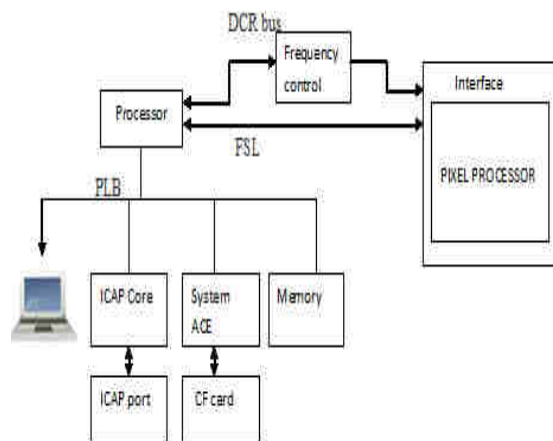 DCR bus
Frequency
control
Interface
Processor
FSL
PIXEL PROCESSOR
PLB
ICAP Core
System
ACE
Memory
ICAP port
CF card